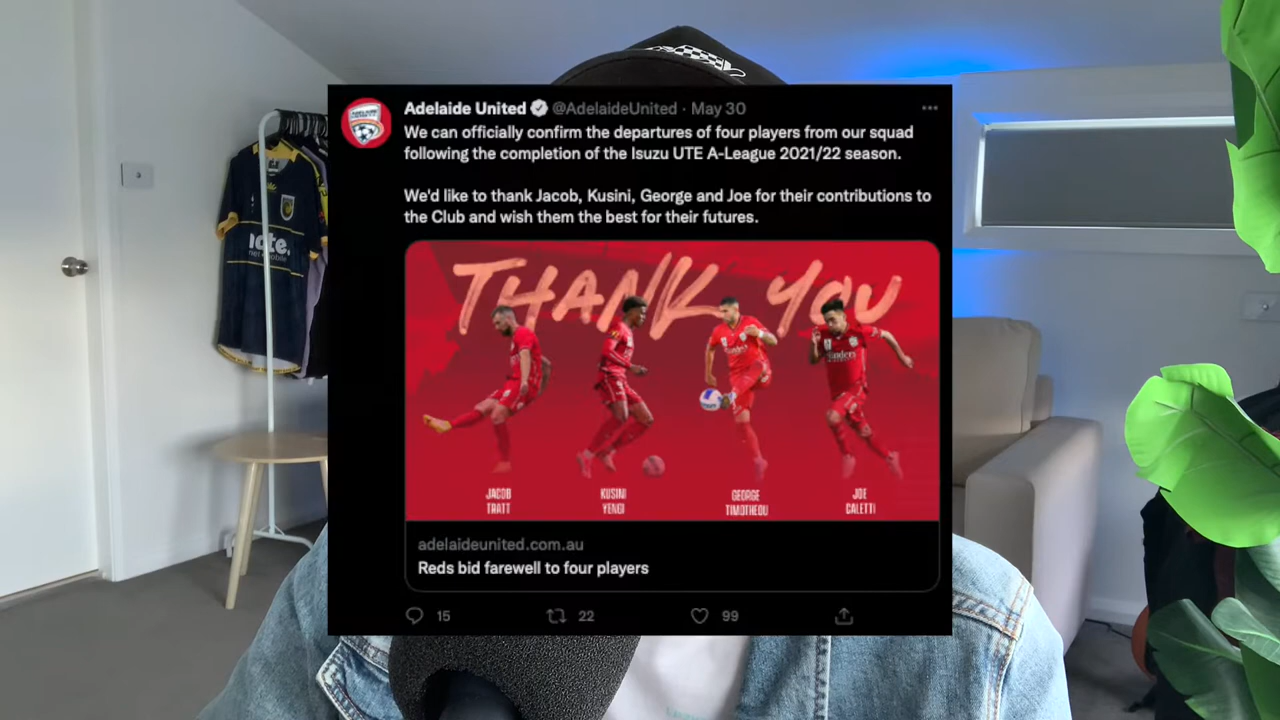 Adelaide United @AdelaideUnited · May 30
We can officially confirm the departures of four players from our squad
following the completion of the Isuzu UTE A-League 2021/22 season.
We'd like to thank Jacob, Kusini, George and Joe for their contributions to
the Club and wish them the best for their futures.
THANK YOU
JACOB
TRATT
KUSINI
YENGI
GEORGE
TIMOTHEOU
JOE
CALETTI
adelaideunited.com.au
Reds bid farewell to four players
15 22 99